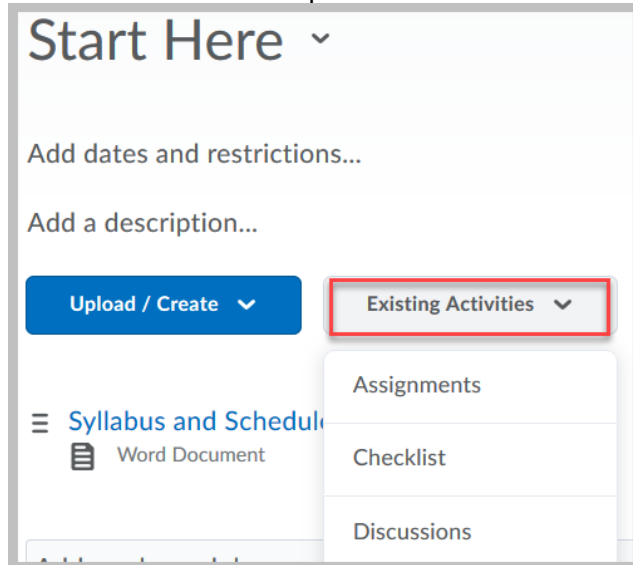 Start Here
Add dates and restrictions...
Add a description...
Upload / Create
Existing Activities
Assignments
Syllabus and Schedule
Word Document
Checklist
Discussions